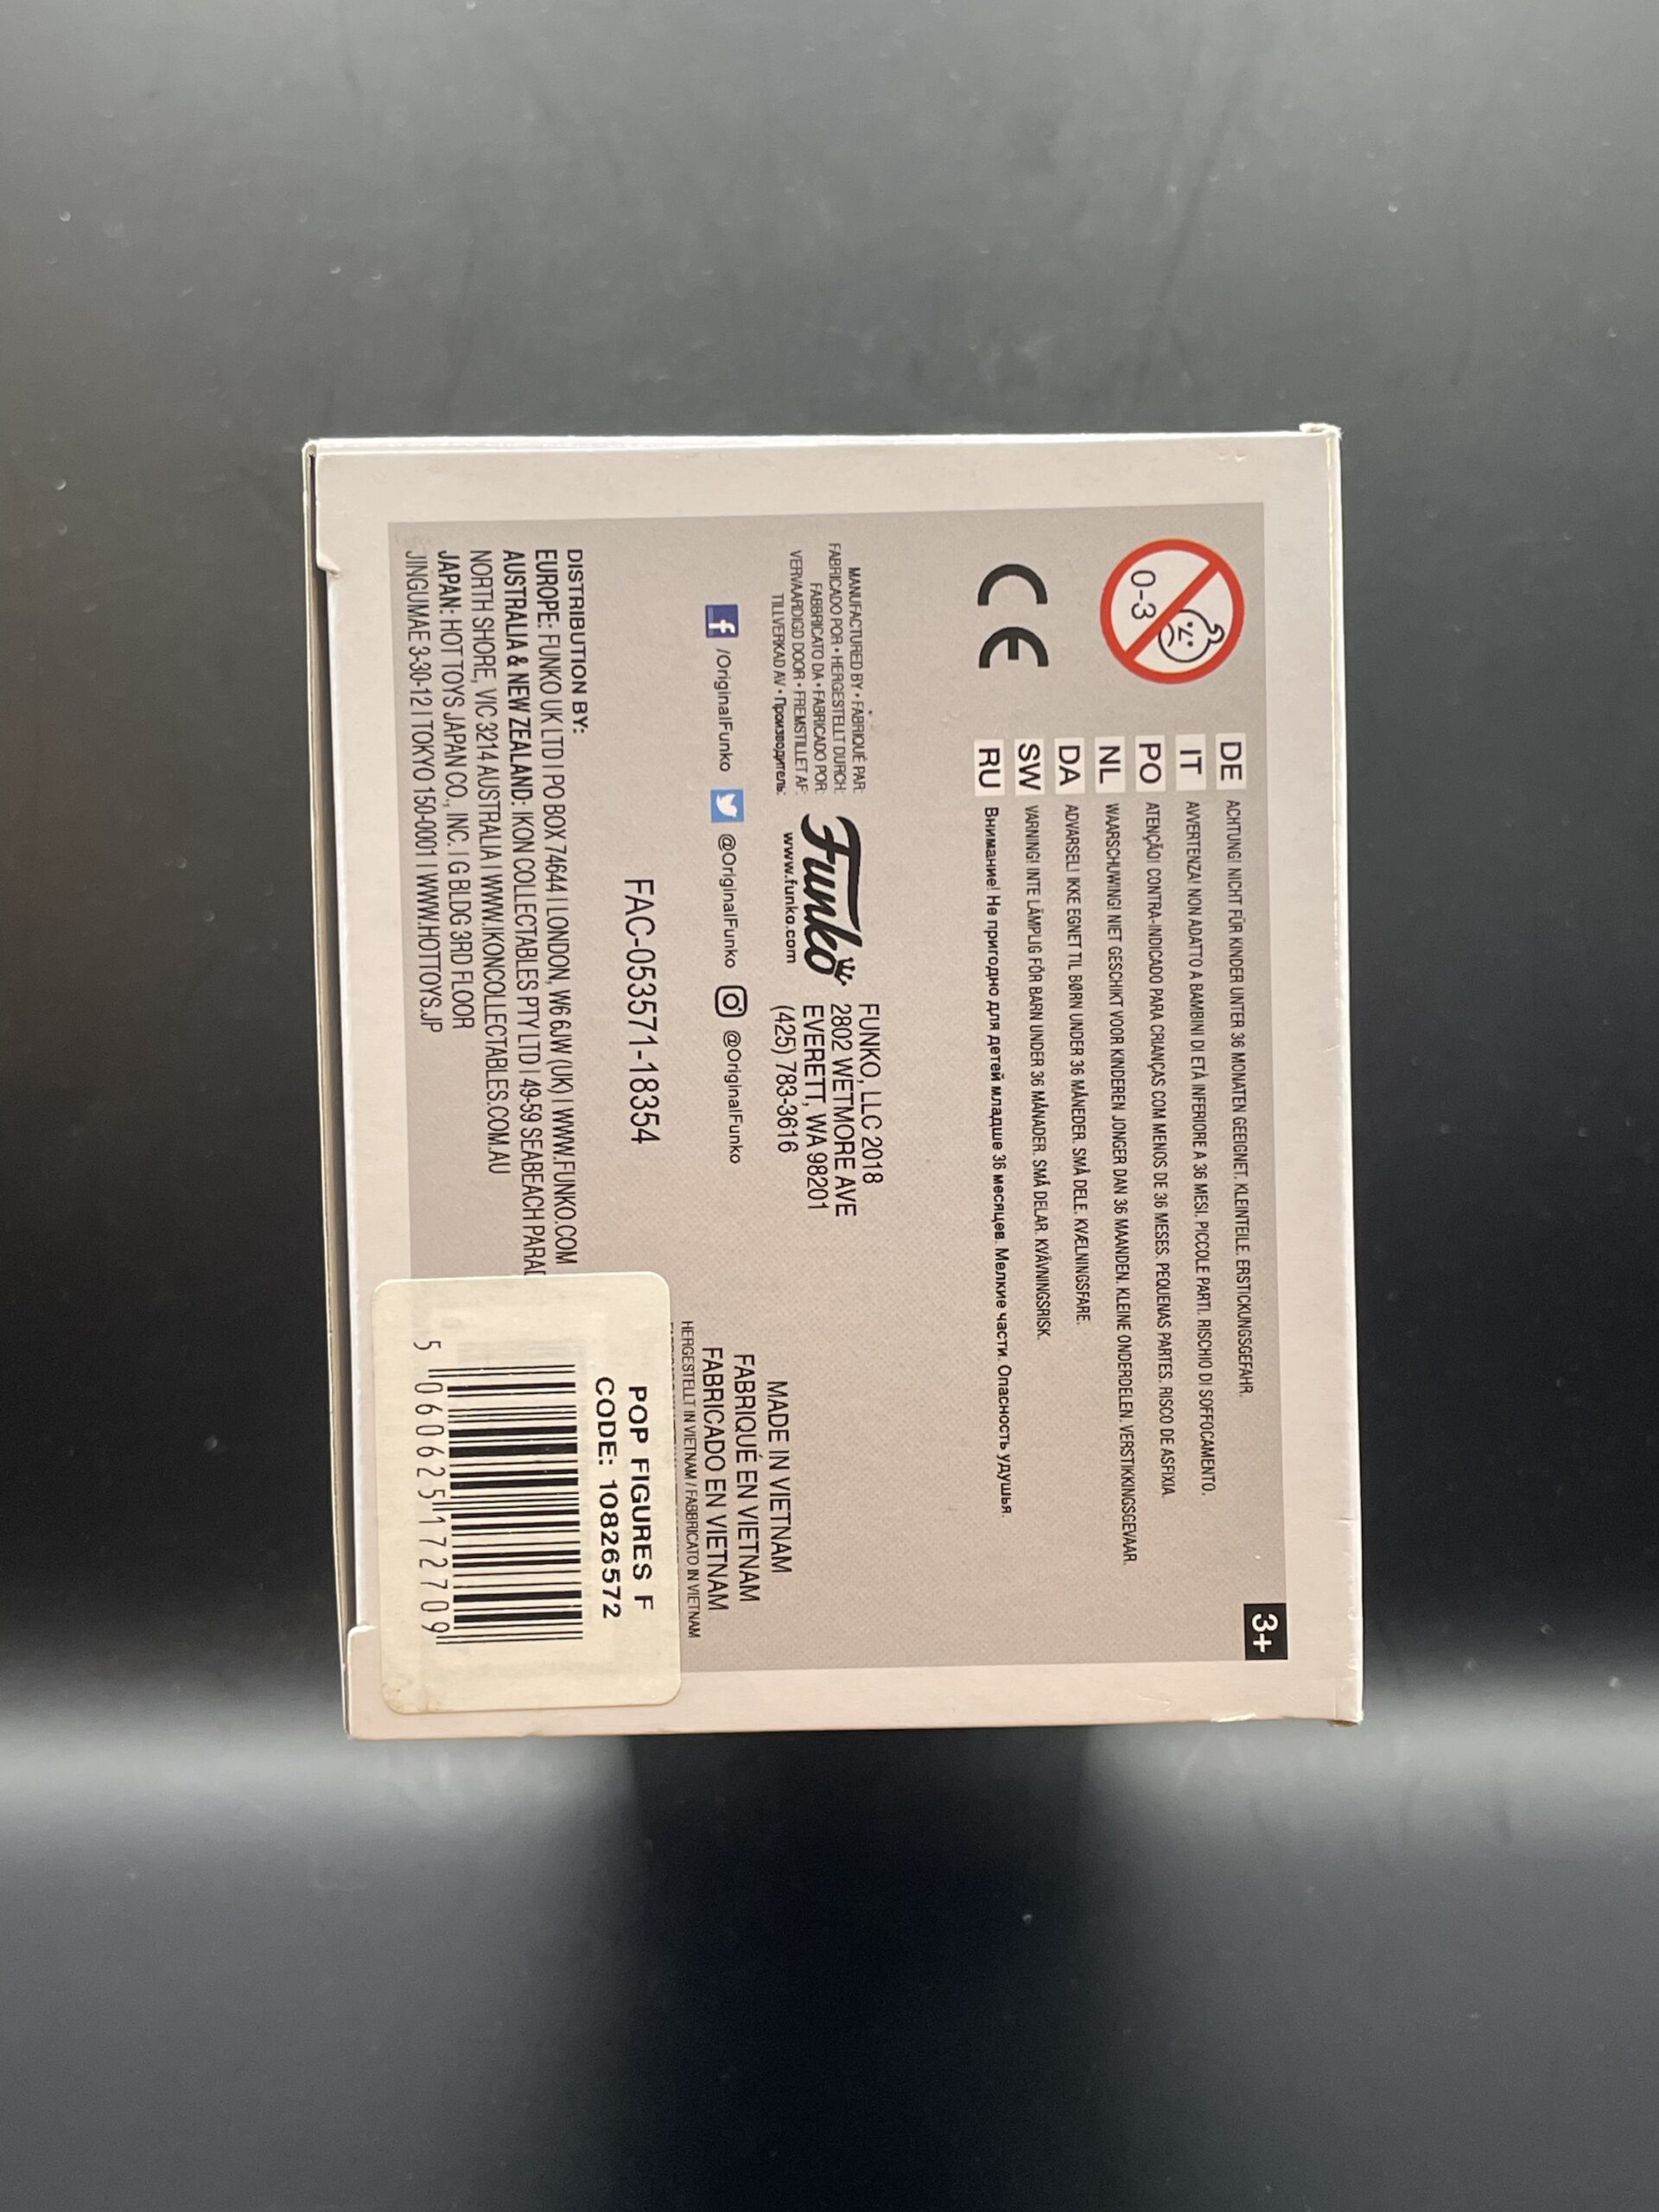 3+
0-3
DE ACHTUNG! NICHT FÜR KINDER UNTER 36 MONATEN GEEIGNET. KLEINTEILE. ERSTICKUNGSGEFAHR.
IT AVVERTENZA! NON ADATTO A BAMBINI DI ETÀ INFERIORE A 36 MESI. PICCOLE PARTI. RISCHIO DI SOFFOCAMENTO.
PO ATENÇÃO! CONTRA-INDICADO PARA CRIANÇAS COM MENOS DE 36 MESES. PEQUENAS PARTES. RISCO DE ASFIXIA.
NL WAARSCHUWING! NIET GESCHIKT VOOR KINDEREN JONGER DAN 36 MAANDEN. KLEINE ONDERDELEN. VERSTIKKINGSGEVAAR.
DA ADVARSEL! IKKE EGNET TIL BØRN UNDER 36 MÅNEDER. SMÅ DELE. KVÆLNINGSFARE.
SW VARNING! INTE LÄMPLIG FÖR BARN UNDER 36 MÅNADER. SMÅ DELAR. KVÄVNINGSRISK.
RU Внимание! Не пригодно для детей младше 36 месяцев. Мелкие части. Опасность удушья.
CE
MANUFACTURED BY • FABRIQUÉ PAR:
FABRICADO POR • HERGESTELLT DURCH:
FABBRICATO DA • FABRICADO POR:
VERVAARDIGD DOOR • FREMSTILLET AF:
TILLVERKAD AV • Производитель:
Funko
www.funko.com
FUNKO, LLC 2018
2802 WETMORE AVE
EVERETT, WA 98201
(425) 783-3616
/OriginalFunko @OriginalFunko @OriginalFunko
MADE IN VIETNAM
FABRIQUÉ EN VIETNAM
FABRICADO EN VIETNAM
HERGESTELLT IN VIETNAM / FABBRICATO IN VIETNAM
FAC-053571-18354
DISTRIBUTION BY:
EUROPE: FUNKO UK LTD | PO BOX 74644 | LONDON, W6 6JW (UK) | WWW.FUNKO.COM
AUSTRALIA & NEW ZEALAND: IKON COLLECTABLES PTY LTD | 49-59 SEABEACH PARAD
NORTH SHORE, VIC 3214 AUSTRALIA | WWW.IKONCOLLECTABLES.COM.AU
JAPAN: HOT TOYS JAPAN CO., INC. | G BLDG 3RD FLOOR
JINGUMAE 3-30-12 | TOKYO 150-0001 | WWW.HOTTOYS.JP
POP FIGURES F
CODE: 10826572
5 060625 172709